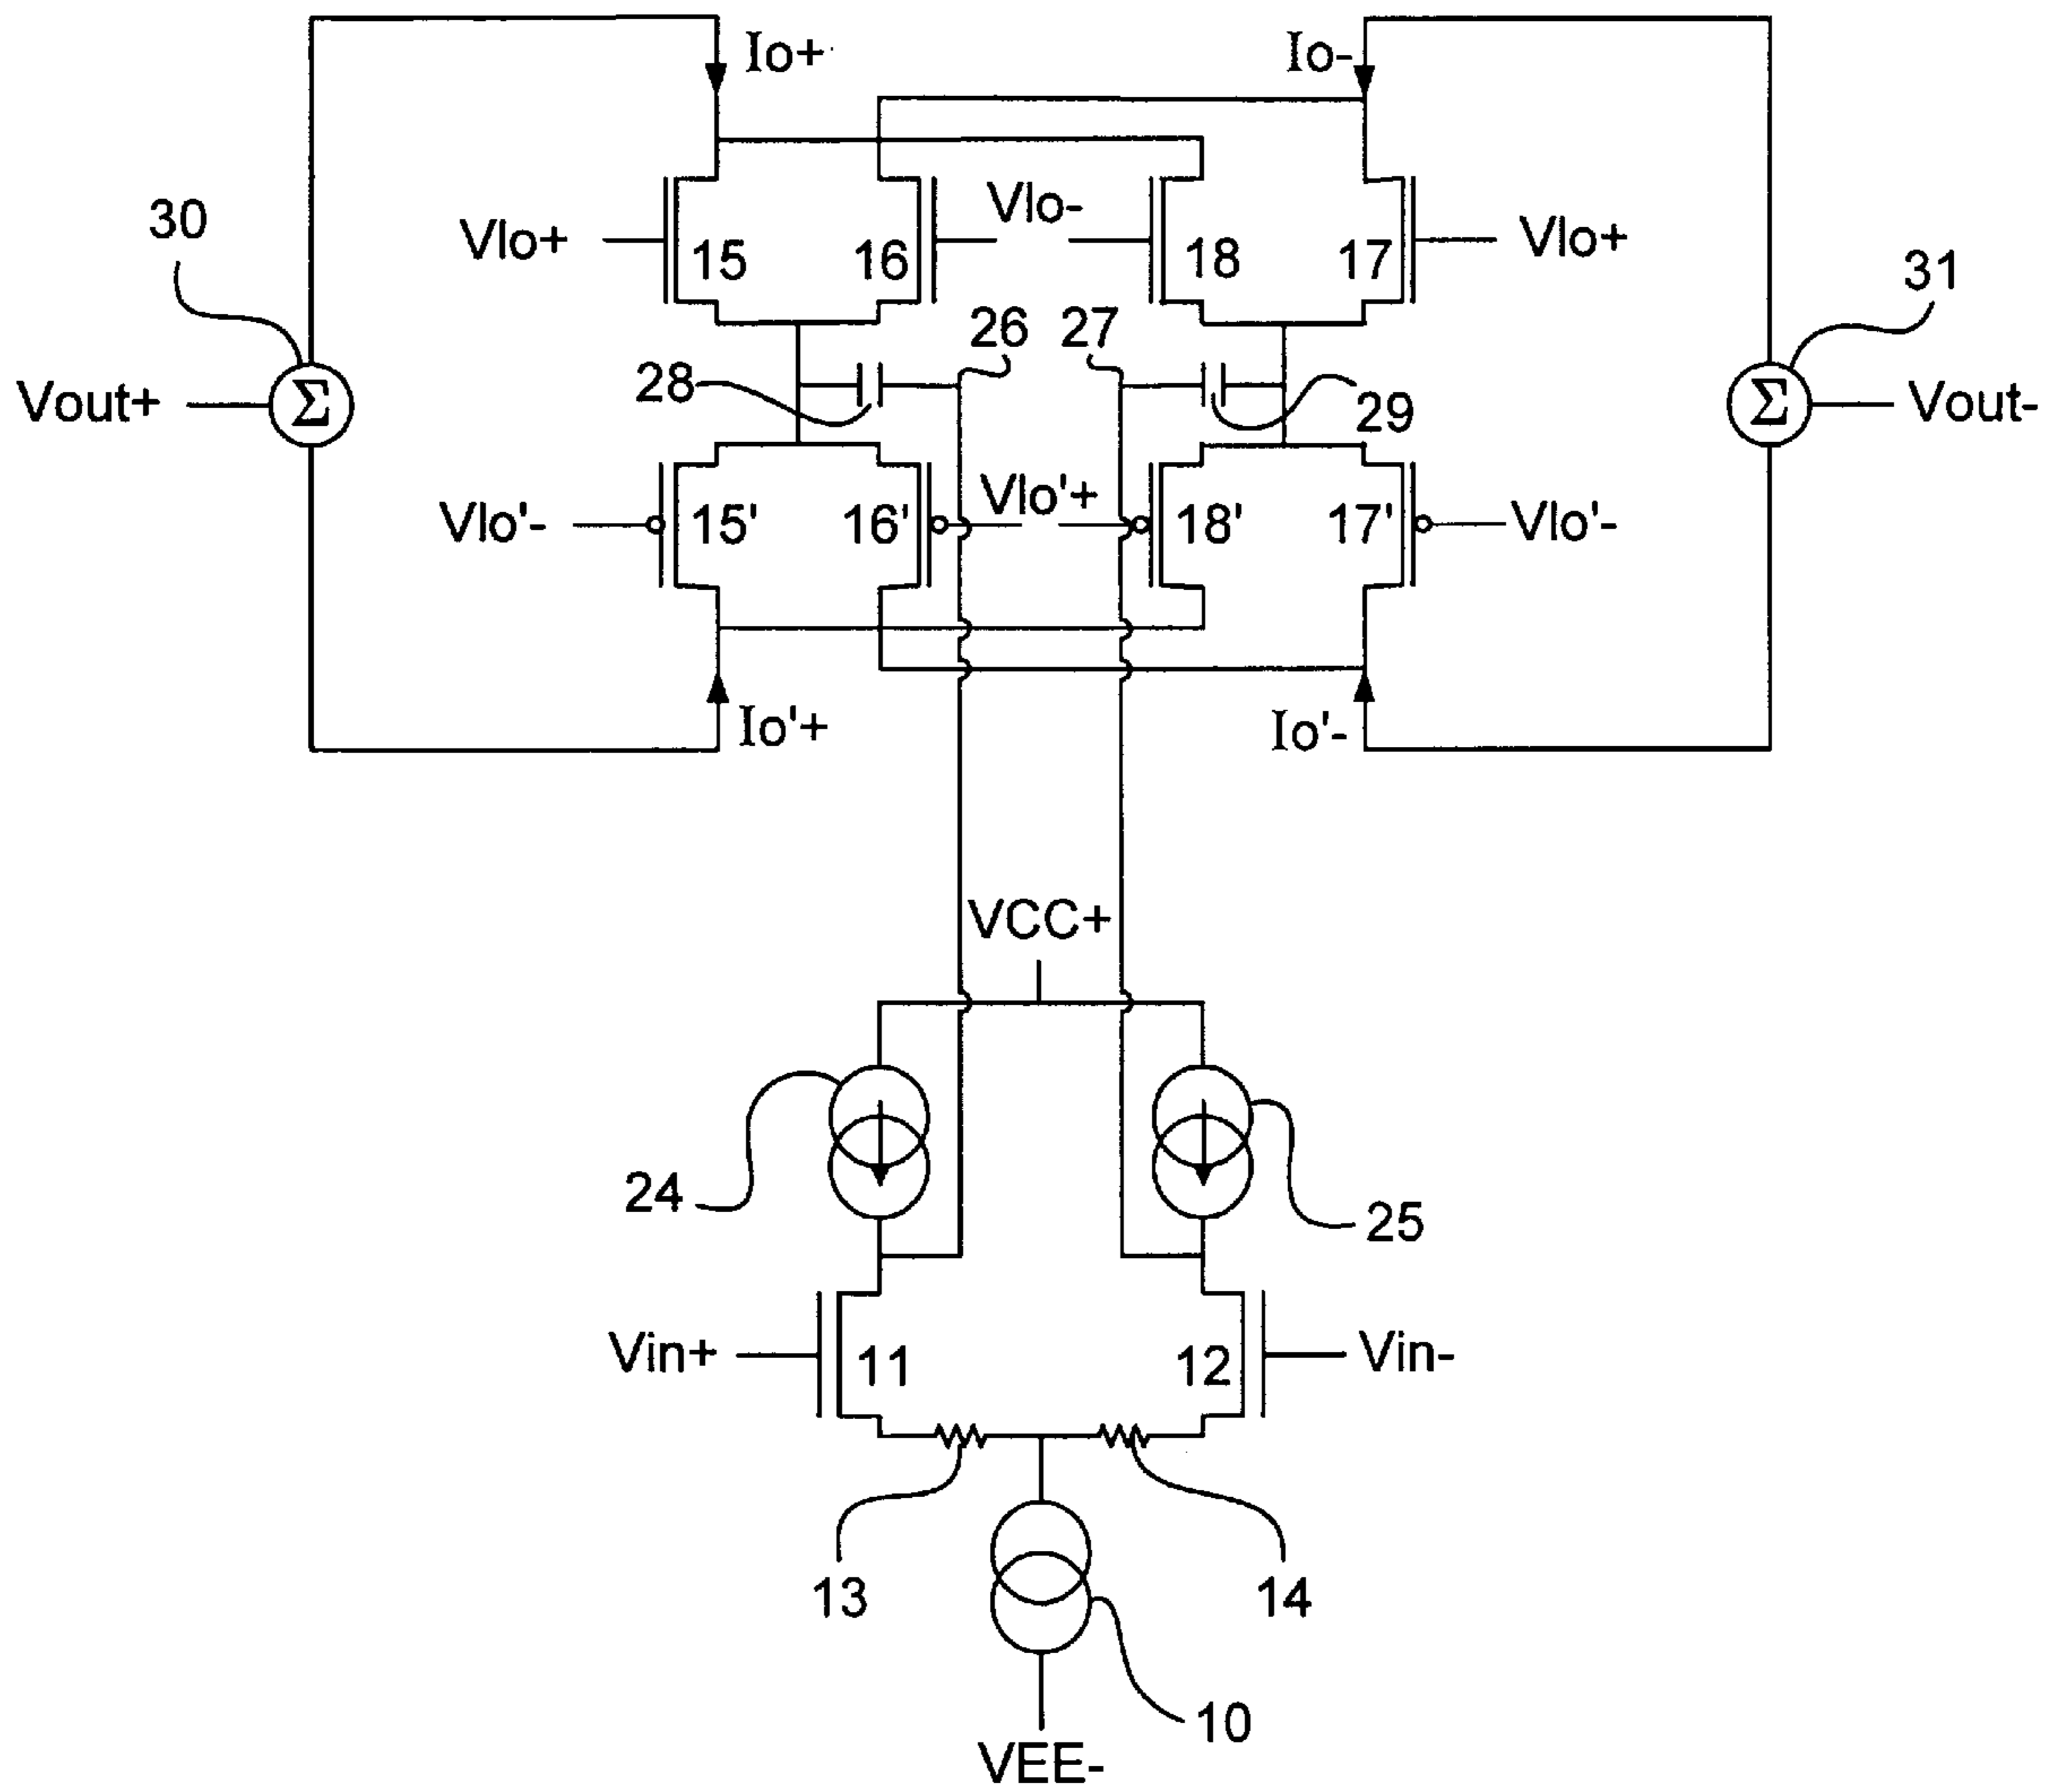 Io+
Io-
30
Vlo+
15
16
Vlo-
18
17
Vlo+
31
26
27
28
29
Vout+
Σ
Σ
Vout-
Vlo'-
15'
16'
Vlo'+
18'
17'
Vlo'-
Io'+
Io'-
VCC+
24
25
Vin+
11
12
Vin-
13
14
10
VEE-